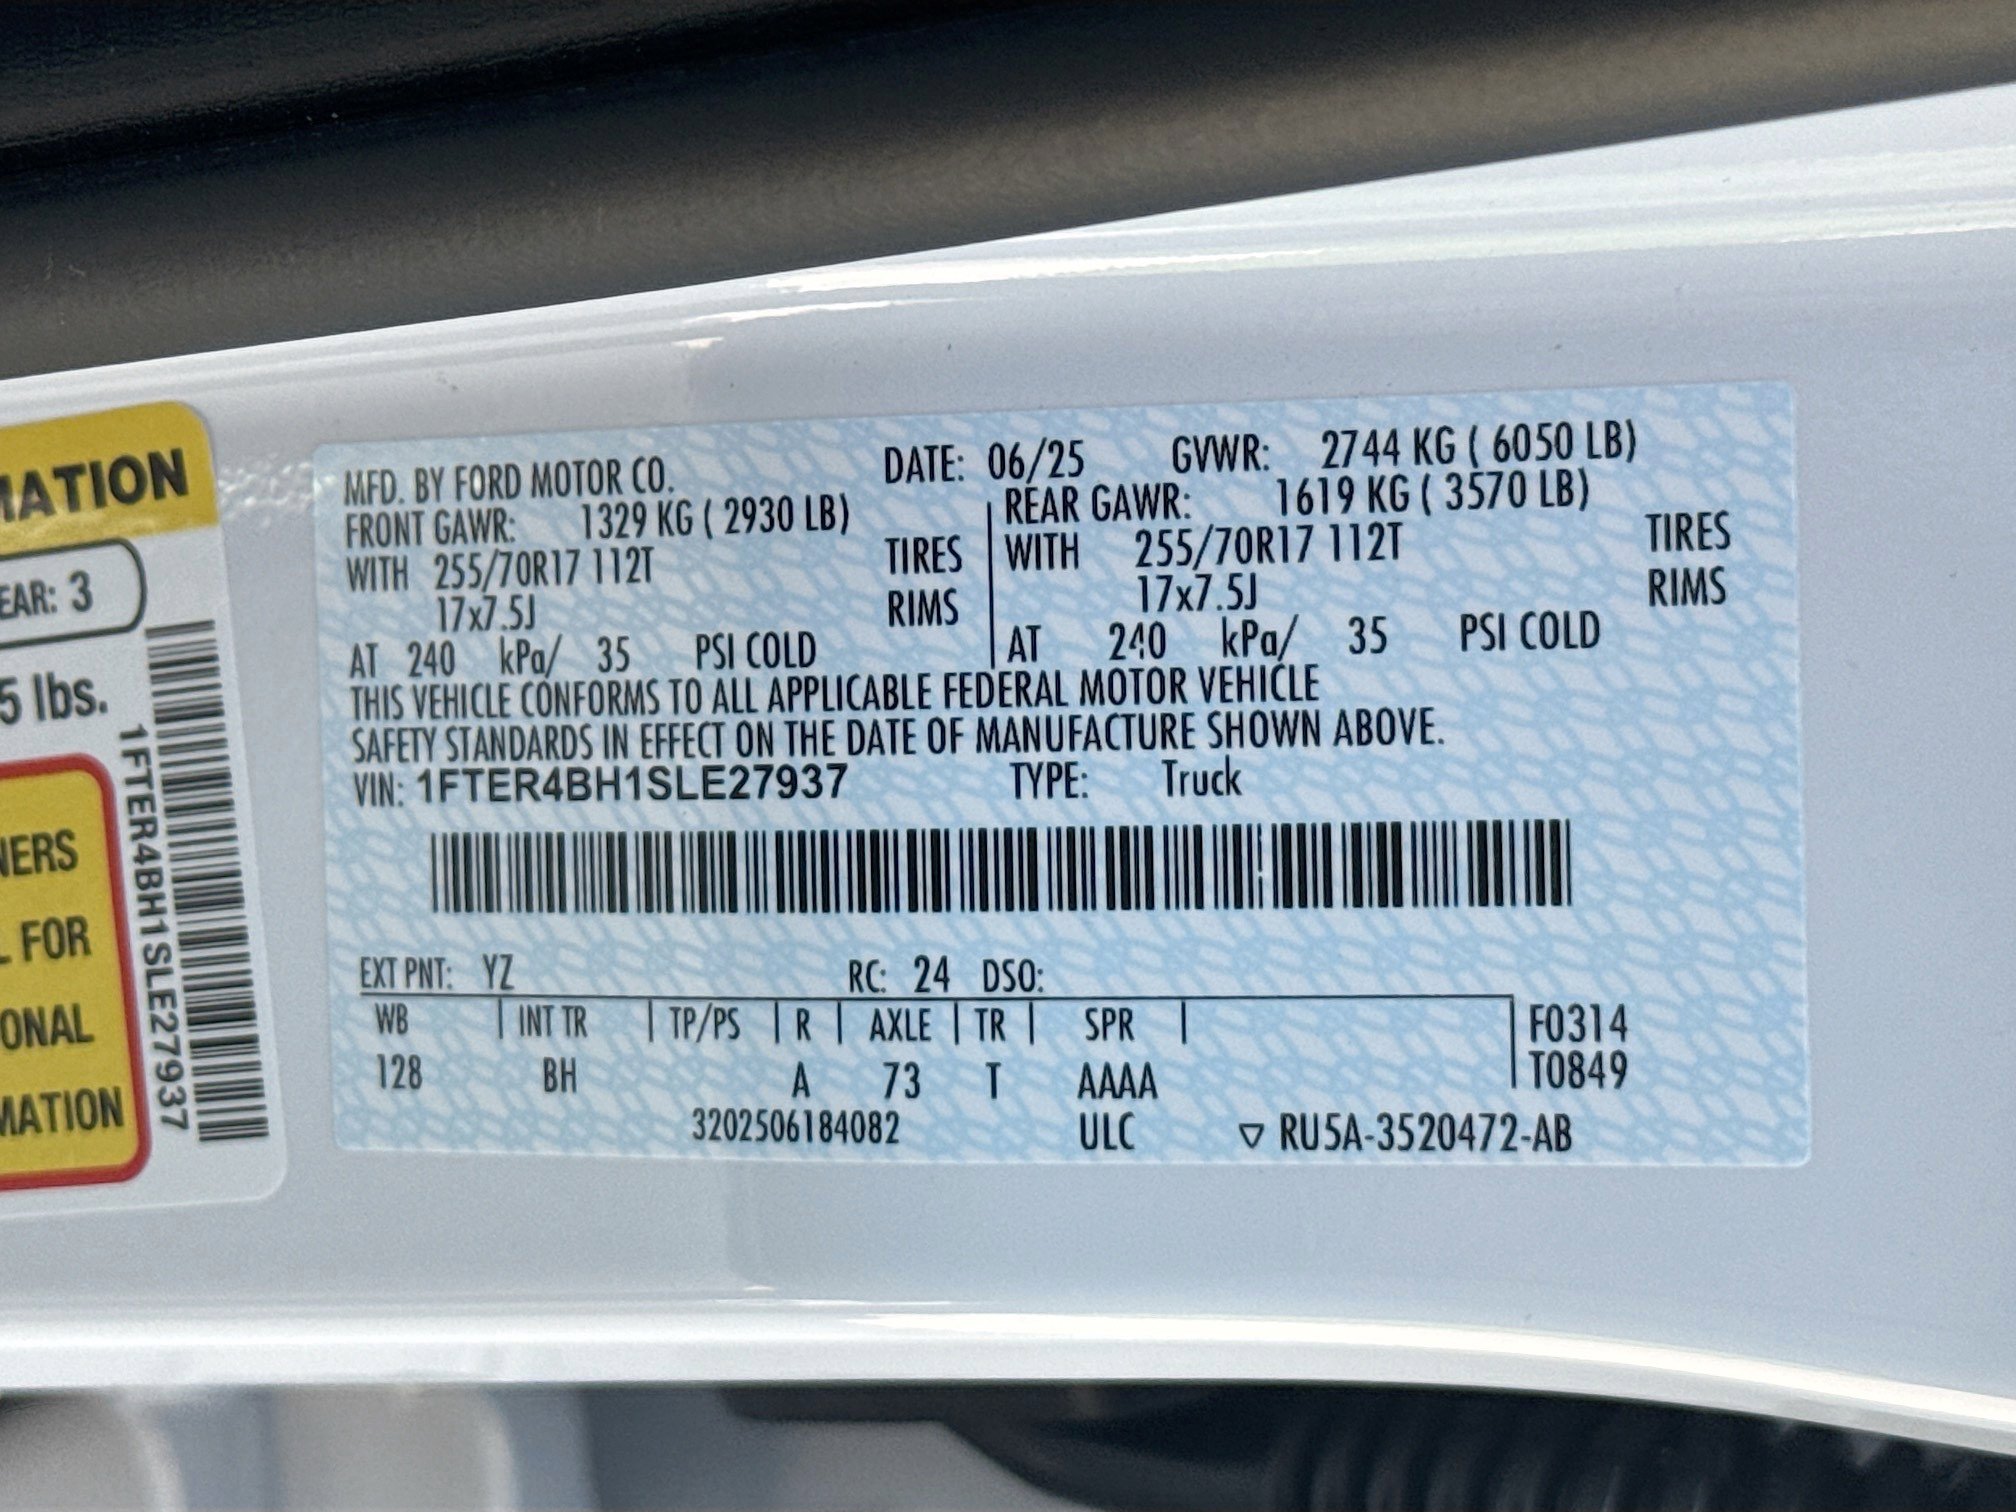 MATION
EAR: 3
5 lbs.
NERS
FOR
ONAL
MATION
1FTER4BH1SLE27937
MFD. BY FORD MOTOR CO. DATE: 06/25 GVWR: 2744 KG ( 6050 LB)
FRONT GAWR: 1329 KG ( 2930 LB) REAR GAWR: 1619 KG ( 3570 LB)
WITH 255/70R17 112T TIRES WITH 255/70R17 112T TIRES
17x7.5J RIMS 17x7.5J RIMS
AT 240 kPa/ 35 PSI COLD AT 240 kPa/ 35 PSI COLD
THIS VEHICLE CONFORMS TO ALL APPLICABLE FEDERAL MOTOR VEHICLE
SAFETY STANDARDS IN EFFECT ON THE DATE OF MANUFACTURE SHOWN ABOVE.
VIN: 1FTER4BH1SLE27937 TYPE: Truck
EXT PNT: YZ RC: 24 DSO:
WB | INT TR | TP/PS | R | AXLE | TR | SPR | F0314
T0849
128 BH A 73 T AAAA
3202506184082 ULC ▽ RU5A-3520472-AB